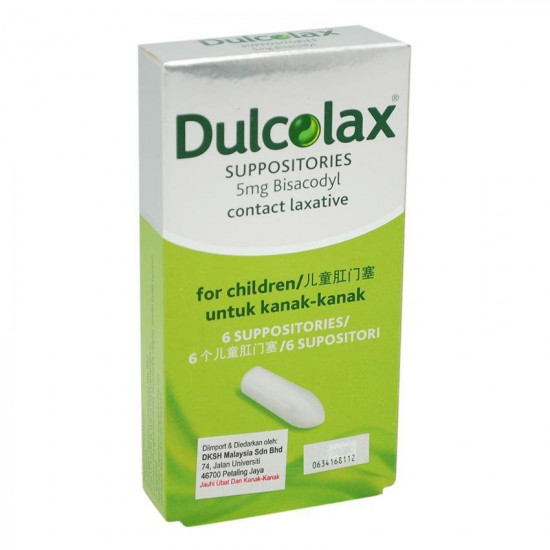 Dulcolax®
SUPPOSITORIES
5mg Bisacodyl
contact laxative
for children/儿童肛门塞
untuk kanak-kanak
6 SUPPOSITORIES/
6 个儿童肛门塞/6 SUPOSITORI
Diimport & Diedarkan oleh:
DKSH Malaysia Sdn Bhd
74, Jalan Universiti
46700 Petaling Jaya
Jauhi Ubat Dari Kanak-Kanak
0634168112